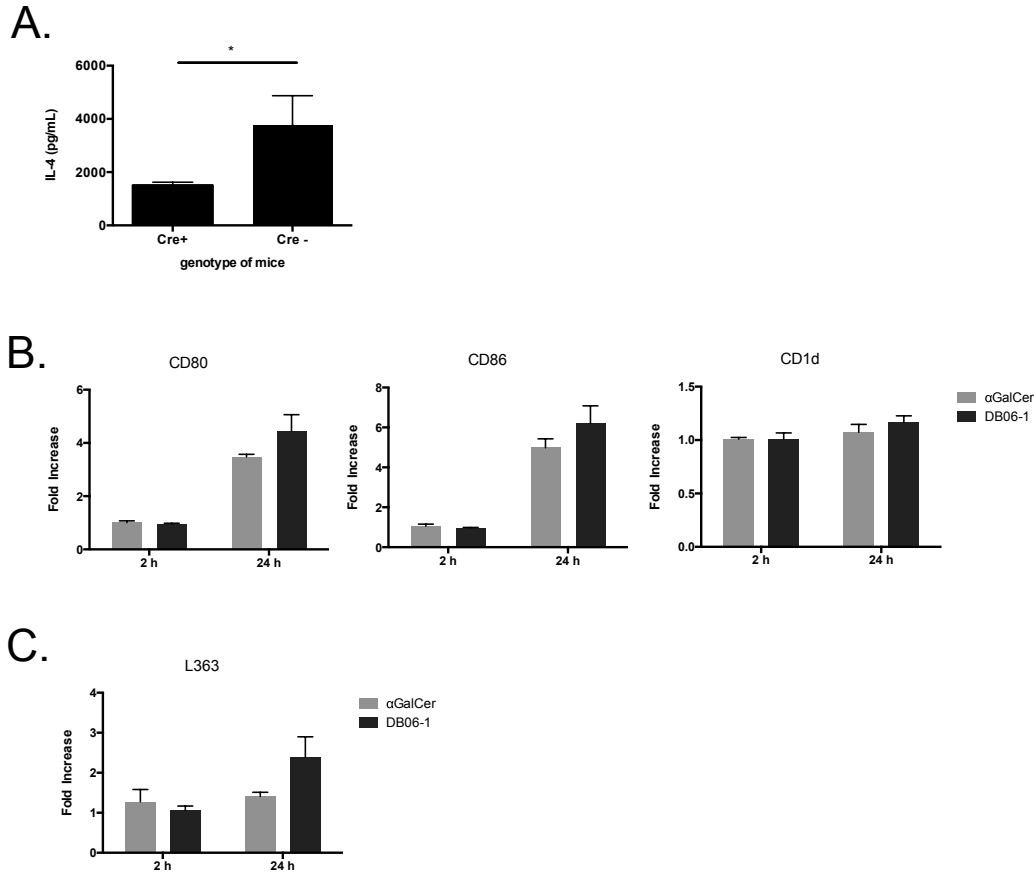 A.
*
6000
4000
2000
0
IL-4 (pg/mL)
Cre+ Cre -
genotype of mice
B.
CD80
6
4
2
0
Fold Increase
2 h 24 h
CD86
8
6
4
2
0
Fold Increase
2 h 24 h
CD1d
1.5
1.0
0.5
0.0
Fold Increase
2 h 24 h
αGalCer
DB06-1
C.
L363
4
3
2
1
0
Fold Increase
2 h 24 h
αGalCer
DB06-1